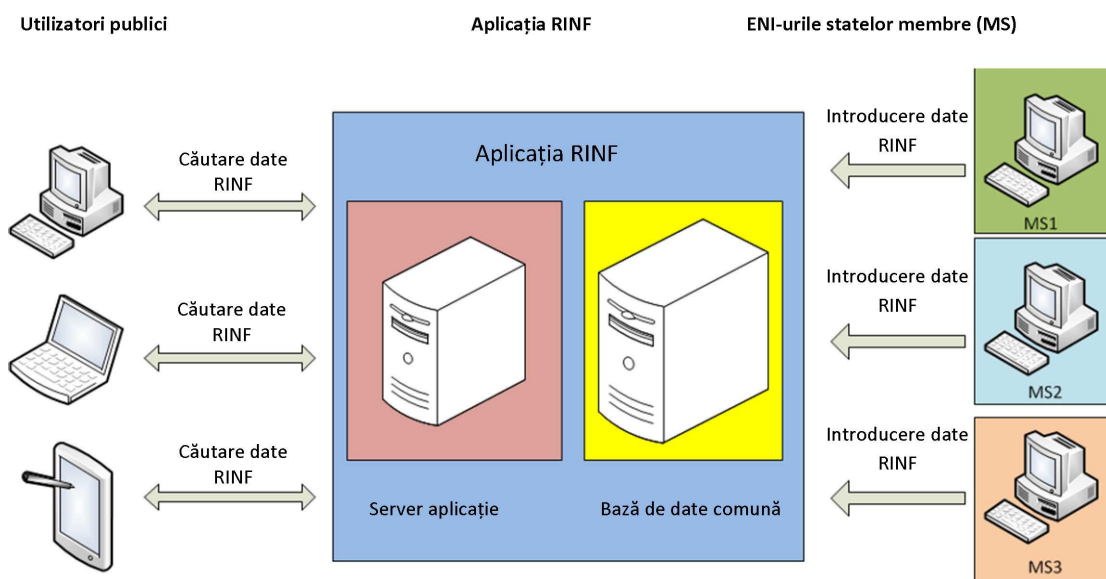 Utilizatori publici
Aplicația RINF
ENI-urile statelor membre (MS)
Căutare date
RINF
Căutare date
RINF
Căutare date
RINF
Aplicația RINF
Server aplicație
Bază de date comună
Introducere date
RINF
MS1
Introducere date
RINF
MS2
Introducere date
RINF
MS3